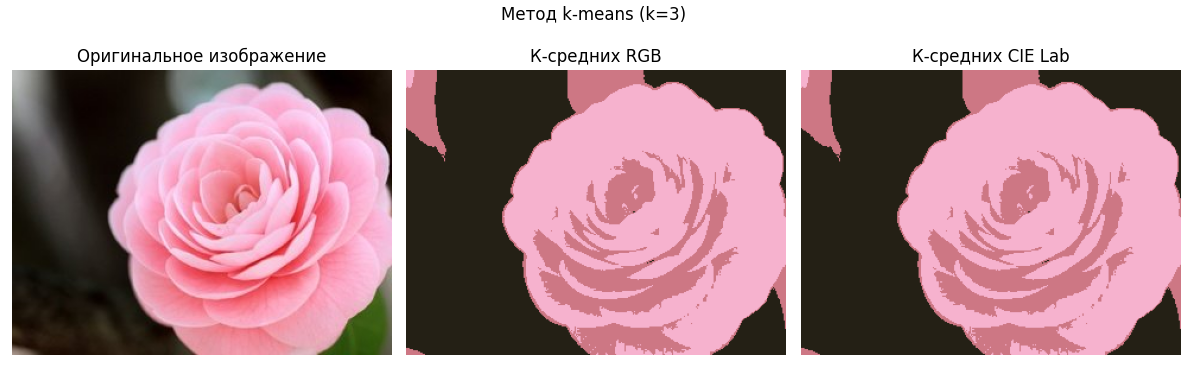 Метод k-means (k=3)
Оригинальное изображение
К-средних RGB
К-средних CIE Lab